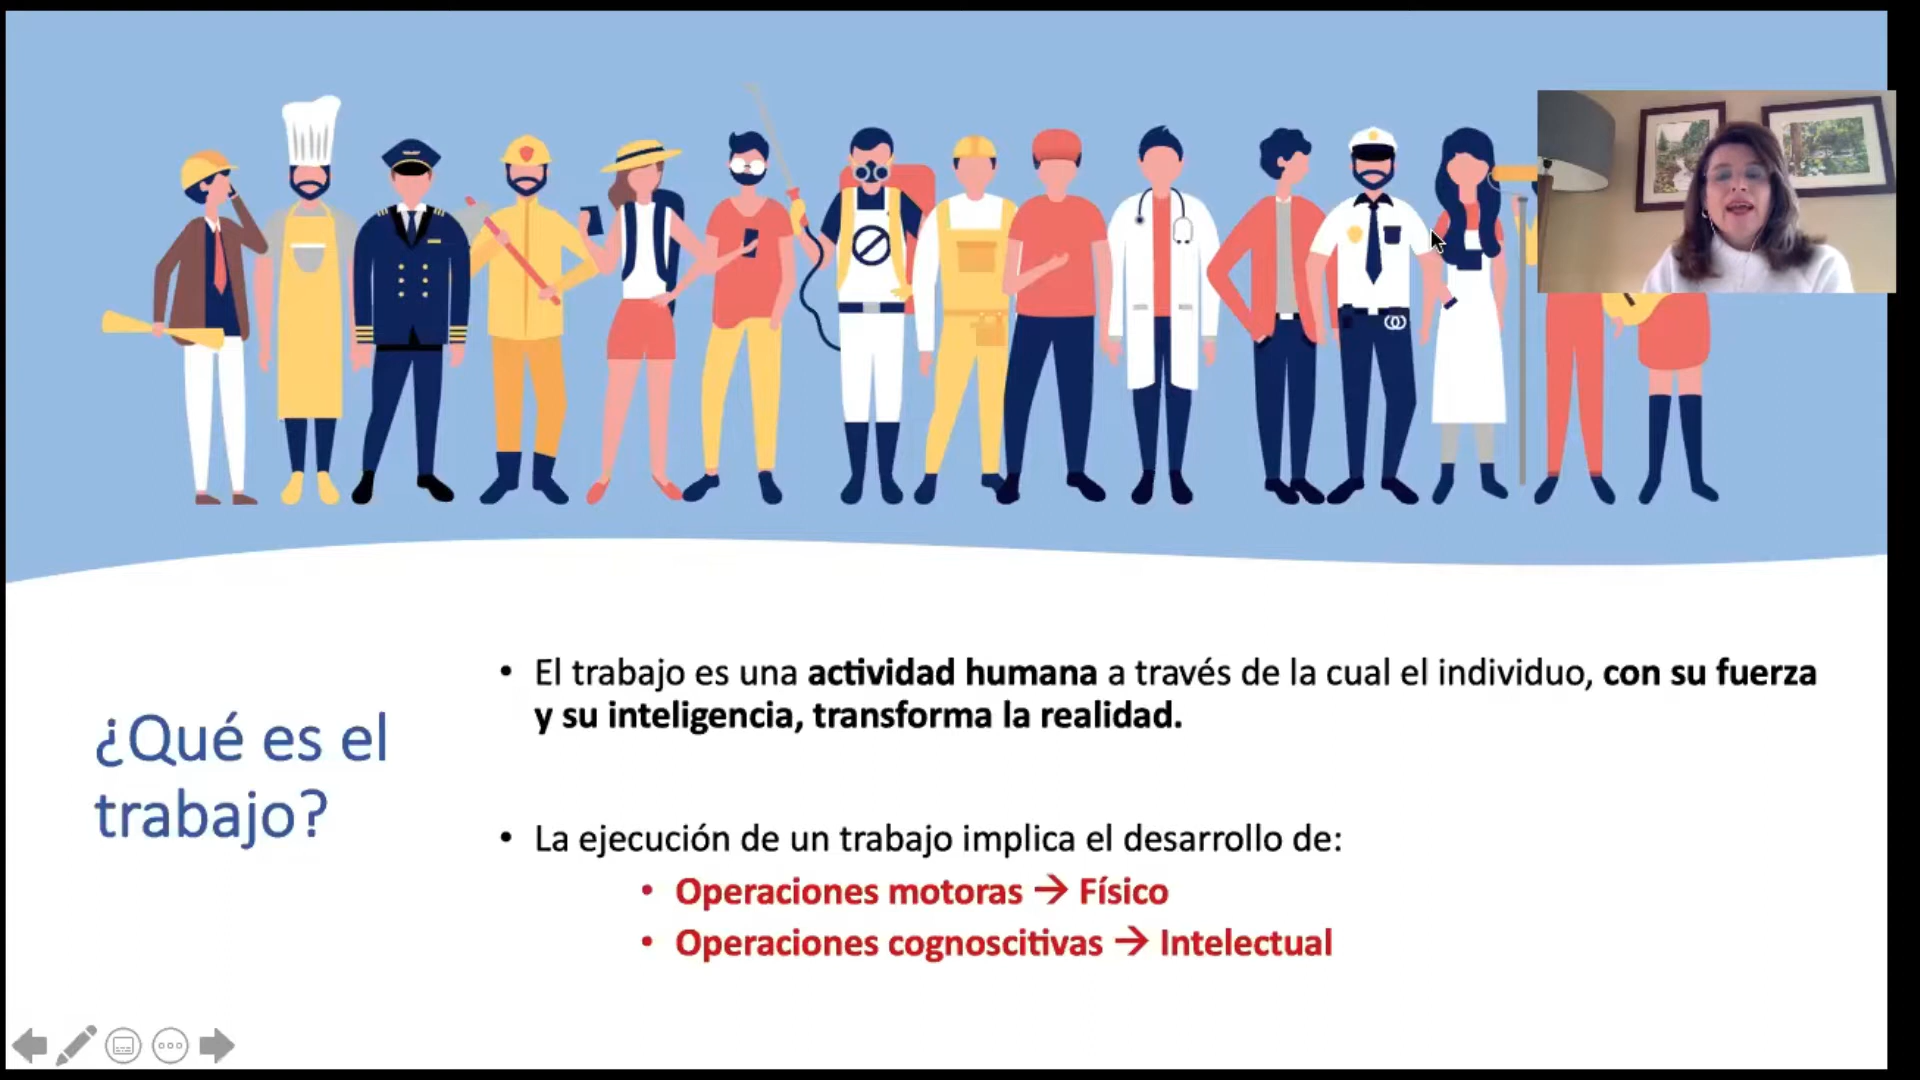 ¿Qué es el
trabajo?
• El trabajo es una actividad humana a través de la cual el individuo, con su fuerza
y su inteligencia, transforma la realidad.
• La ejecución de un trabajo implica el desarrollo de:
• Operaciones motoras → Físico
• Operaciones cognoscitivas → Intelectual